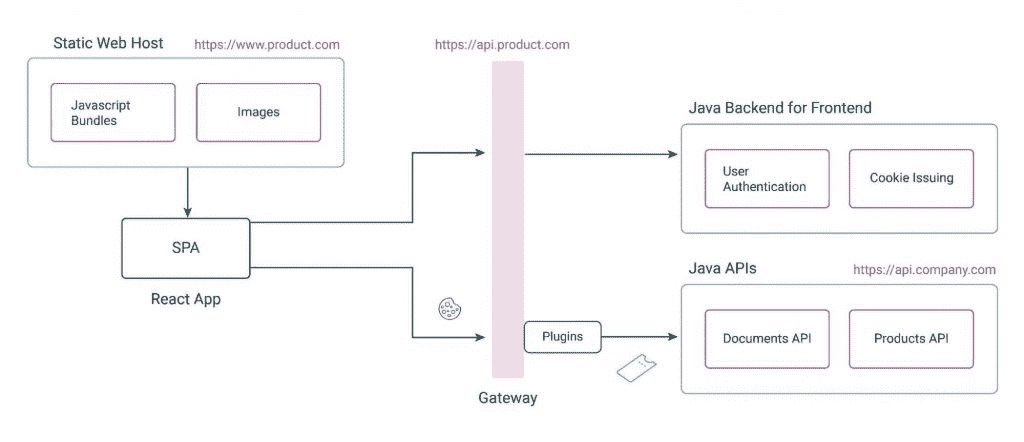 Static Web Host
https://www.product.com
https://api.product.com
Javascript
Bundles
Images
Java Backend for Frontend
User
Authentication
Cookie Issuing
SPA
React App
Java APIs
https://api.company.com
Plugins
Documents API
Products API
Gateway